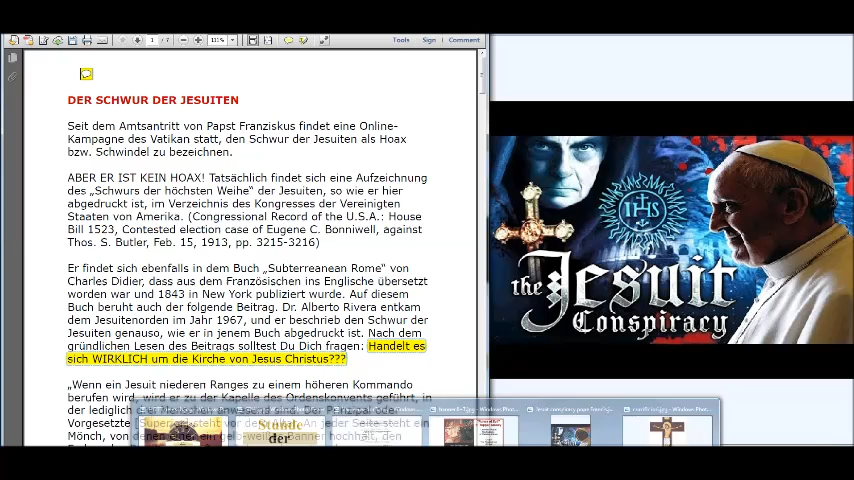 1 / 7
111%
Tools
Sign
Comment
DER SCHWUR DER JESUITEN
Seit dem Amtsantritt von Papst Franziskus findet eine Online-
Kampagne des Vatikan statt, den Schwur der Jesuiten als Hoax
bzw. Schwindel zu bezeichnen.
ABER ER IST KEIN HOAX! Tatsächlich findet sich eine Aufzeichnung
des „Schwurs der höchsten Weihe“ der Jesuiten, so wie er hier
abgedruckt ist, im Verzeichnis des Kongresses der Vereinigten
Staaten von Amerika. (Congressional Record of the U.S.A.: House
Bill 1523, Contested election case of Eugene C. Bonniwell, against
Thos. S. Butler, Feb. 15, 1913, pp. 3215-3216)
Er findet sich ebenfalls in dem Buch „Subterreanean Rome“ von
Charles Didier, dass aus dem Französischen ins Englische übersetzt
worden war und 1843 in New York publiziert wurde. Auf diesem
Buch beruht auch der folgende Beitrag. Dr. Alberto Rivera entkam
dem Jesuitenorden im Jahr 1967, und er beschrieb den Schwur der
Jesuiten genauso, wie er in jenem Buch abgedruckt ist. Nach dem
gründlichen Lesen des Beitrags solltest Du Dich fragen: Handelt es
sich WIRKLICH um die Kirche von Jesus Christus???
„Wenn ein Jesuit niederen Ranges zu einem höheren Kommando
berufen wird, wird er zu der Kapelle des Ordenskonvents geführt, in
der lediglich
Vorgesetzte
Mönch, von
Stunde
der
IHS
the Jesuit
Conspiracy